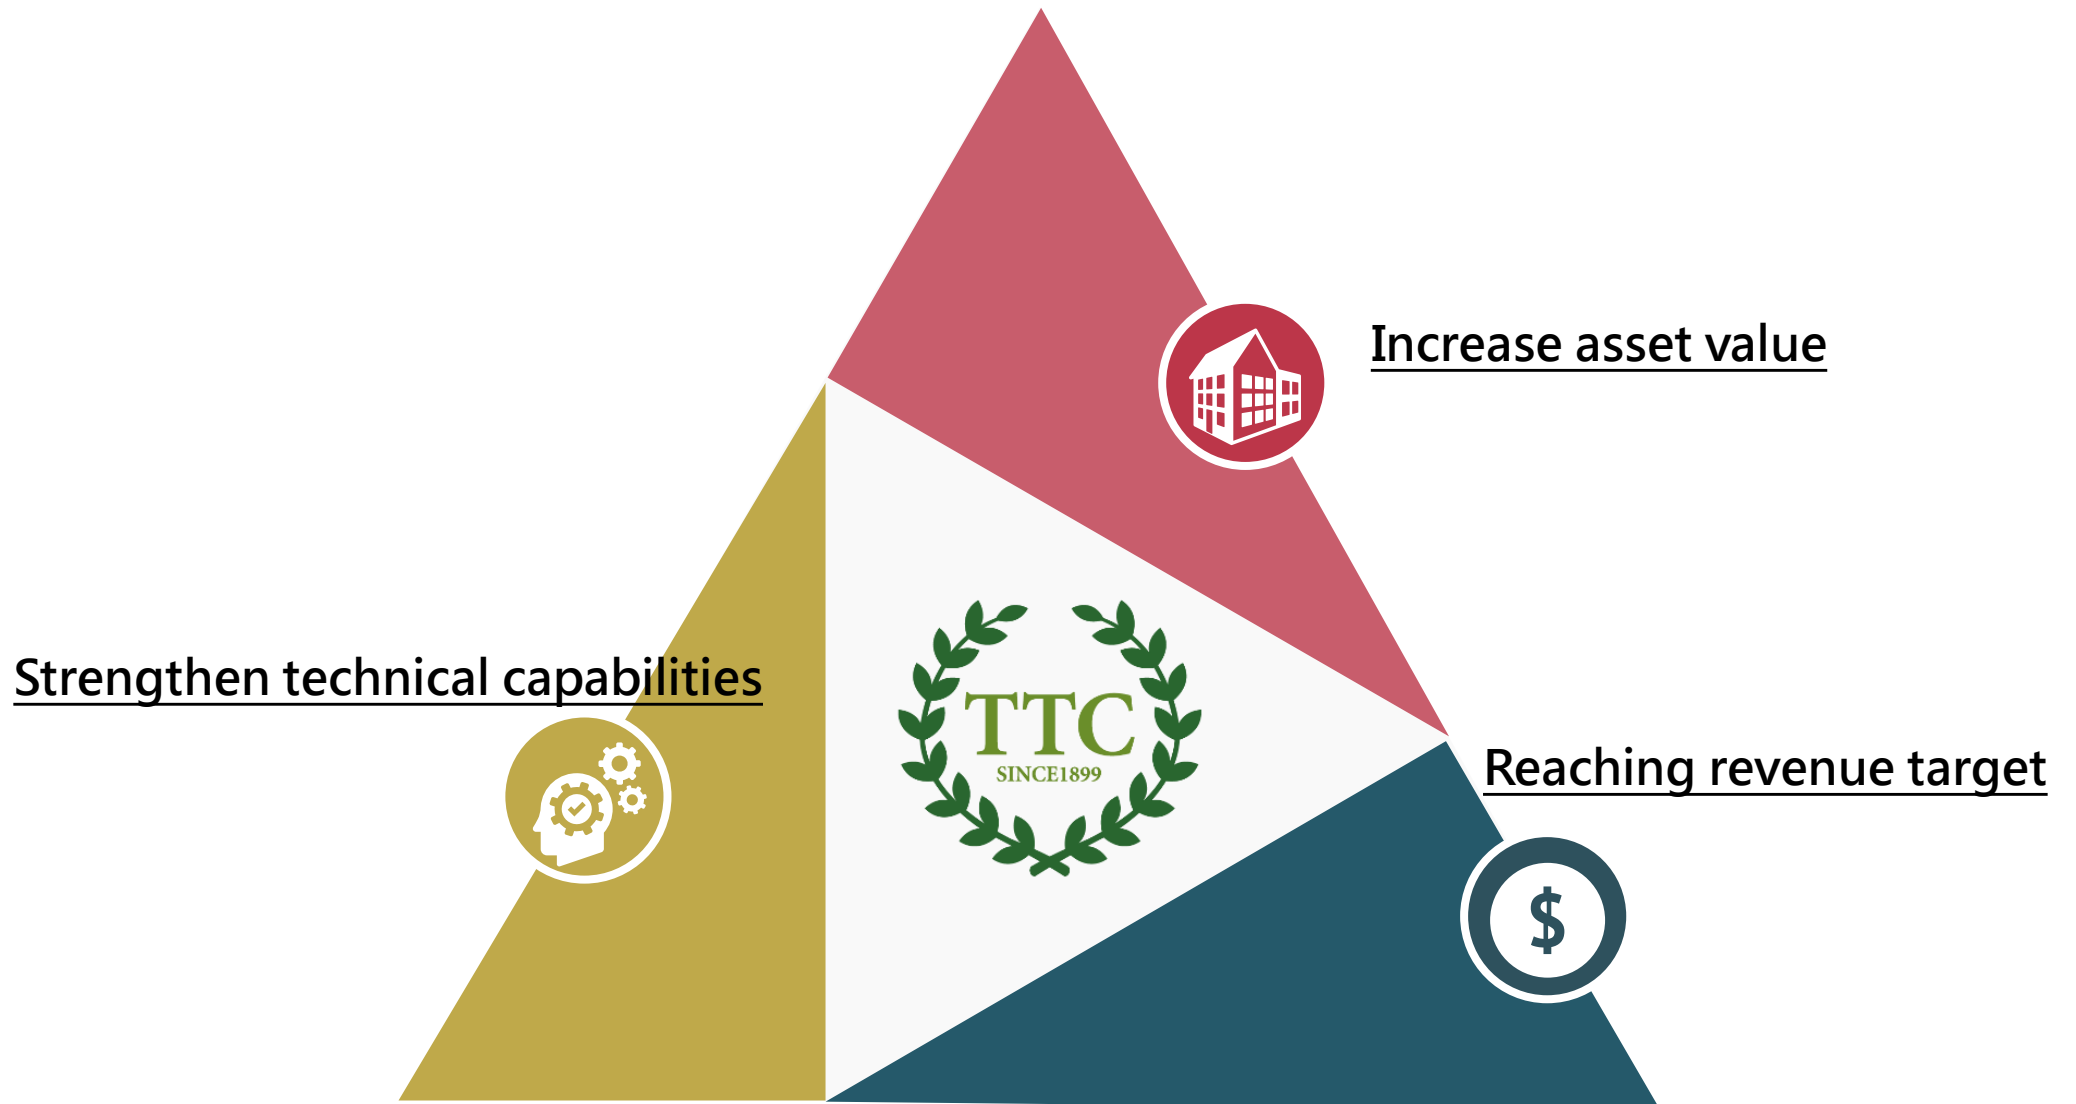 Increase asset value
Strengthen technical capabilities
TTC
SINCE1899
Reaching revenue target
$